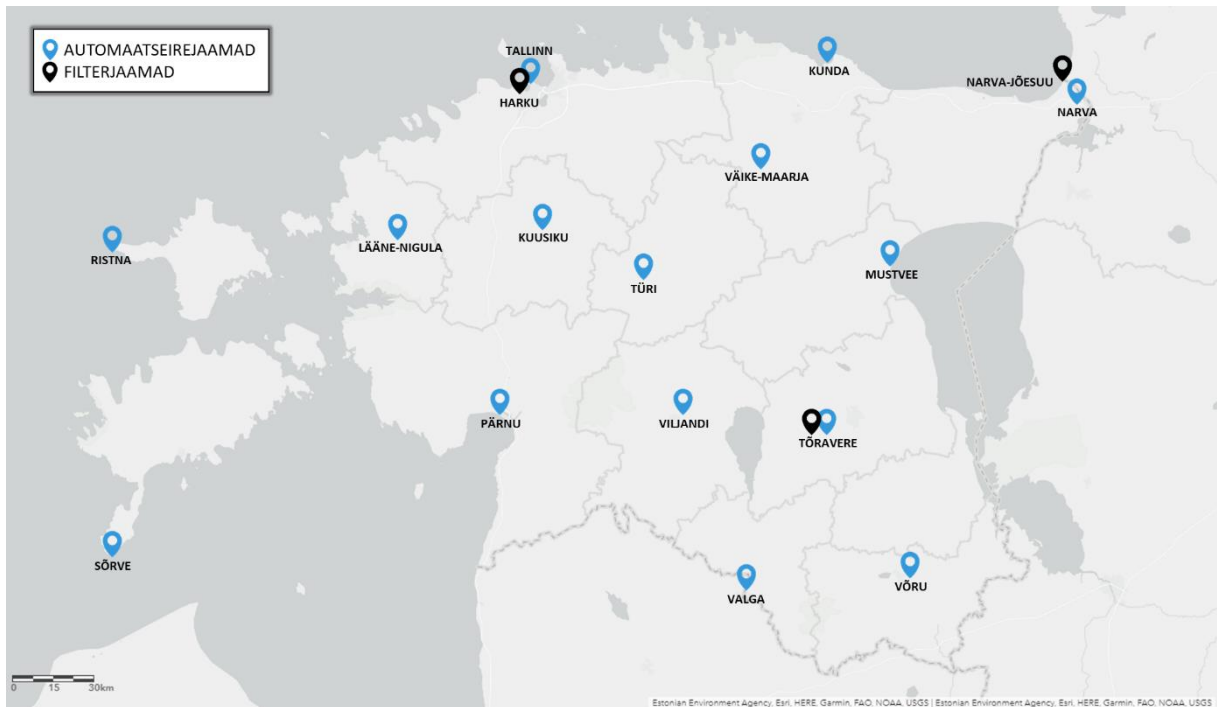 AUTOMAATSEIREJAAMAD
FILTERJAAMAD
TALLINN
HARKU
KUNDA
NARVA-JÕESUU
NARVA
VÄIKE-MAARJA
LÄÄNE-NIGULA
KUUSIKU
RISTNA
TÜRI
MUSTVEE
PÄRNU
VILJANDI
TÕRAVERE
SÕRVE
VALGA
VÕRU
0 15 30km
Estonian Environment Agency, Esri, HERE, Garmin, FAO, NOAA, USGS | Estonian Environment Agency, Esri, HERE, Garmin, FAO, NOAA, USGS